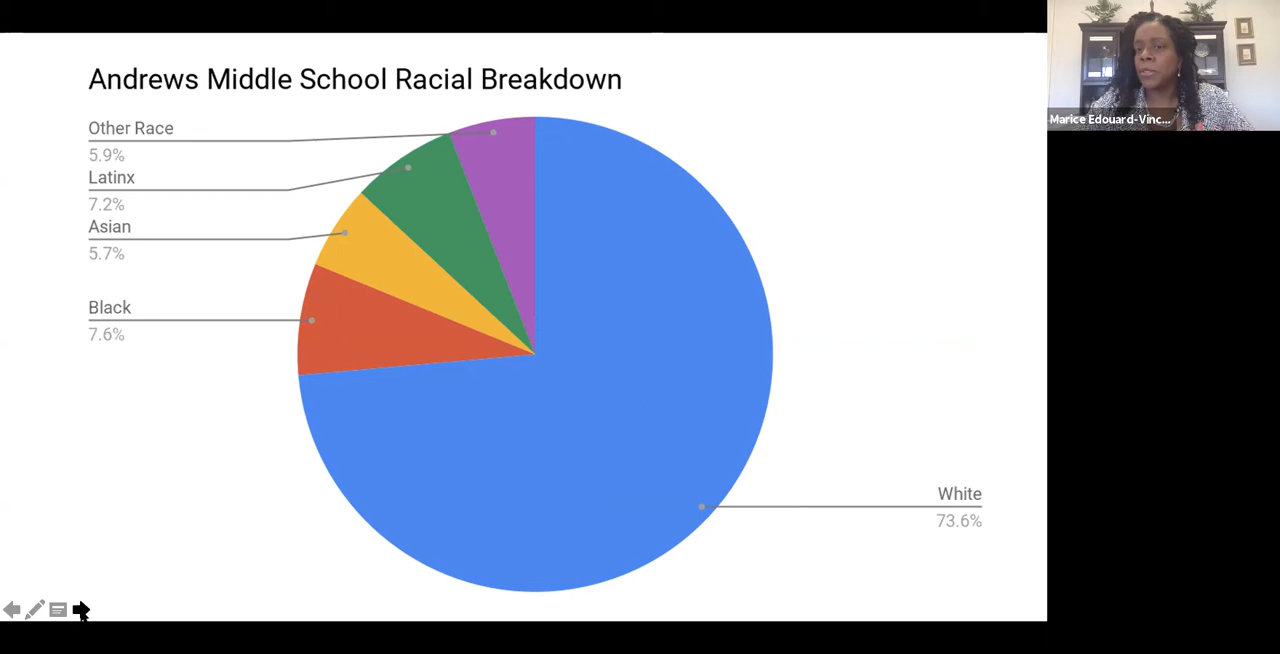 Andrews Middle School Racial Breakdown
Other Race
5.9%
Latinx
7.2%
Asian
5.7%
Black
7.6%
White
73.6%
Marice Edouard-Vinc...